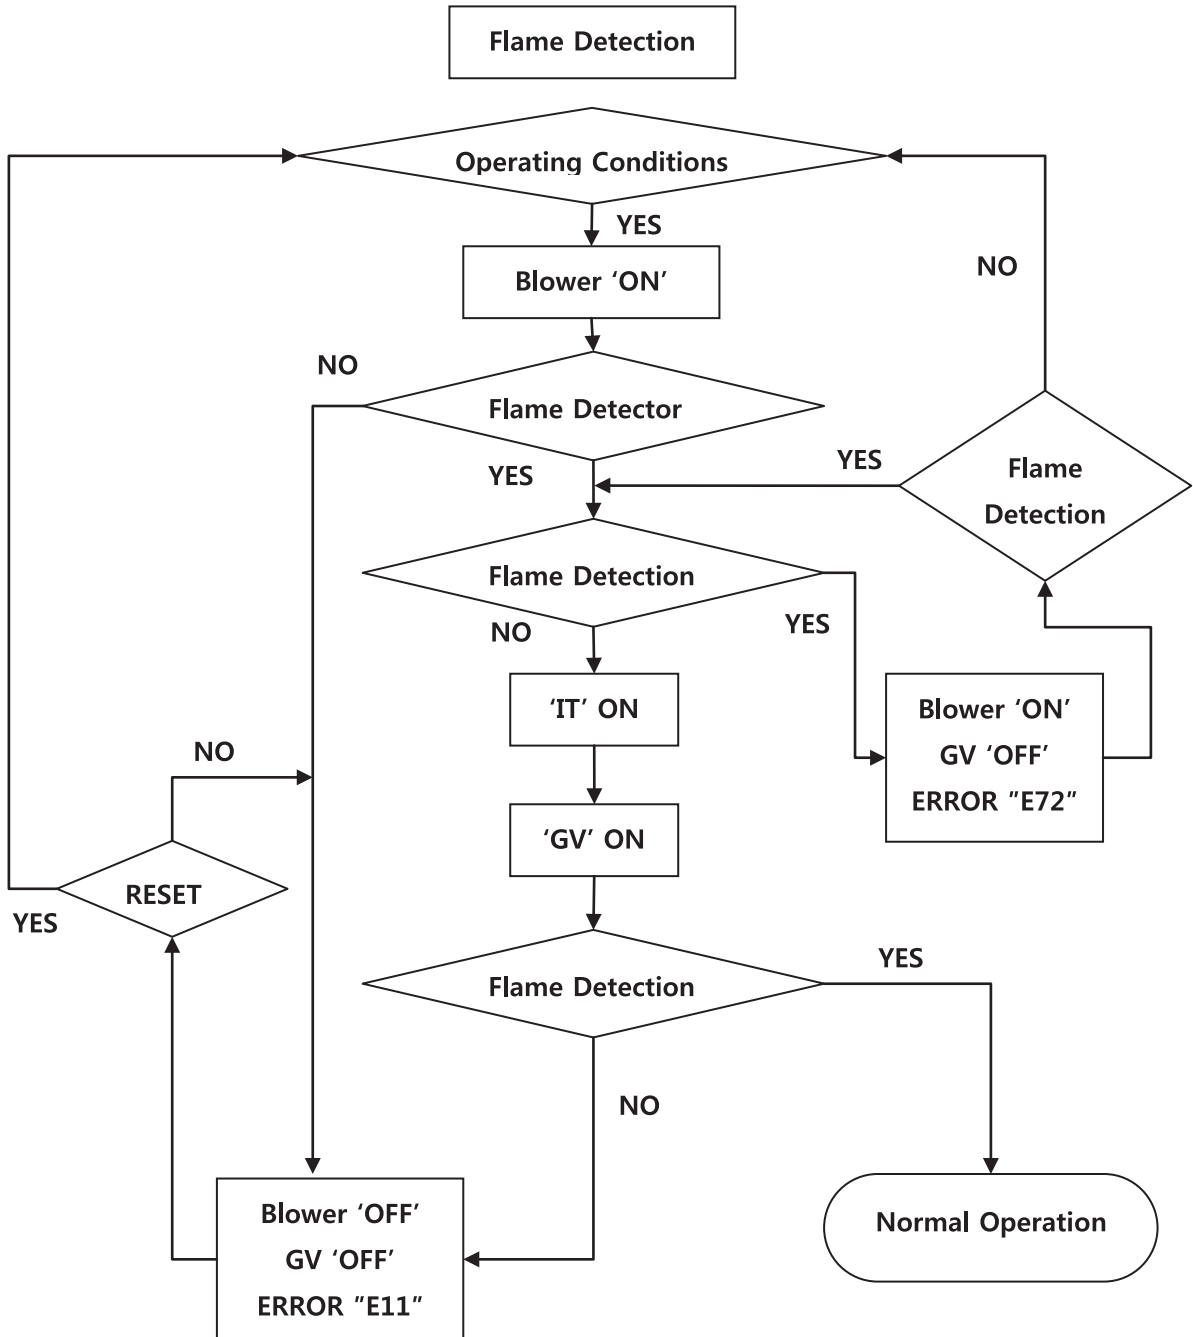 Flame Detection
Operating Conditions
YES
NO
Blower ‘ON’
NO
Flame Detector
YES
YES
Flame
Detection
Flame Detection
NO
YES
‘IT’ ON
Blower ‘ON’
GV ‘OFF’
ERROR ”E72”
NO
‘GV’ ON
RESET
YES
Flame Detection
YES
NO
Blower ‘OFF’
GV ‘OFF’
ERROR ”E11”
Normal Operation